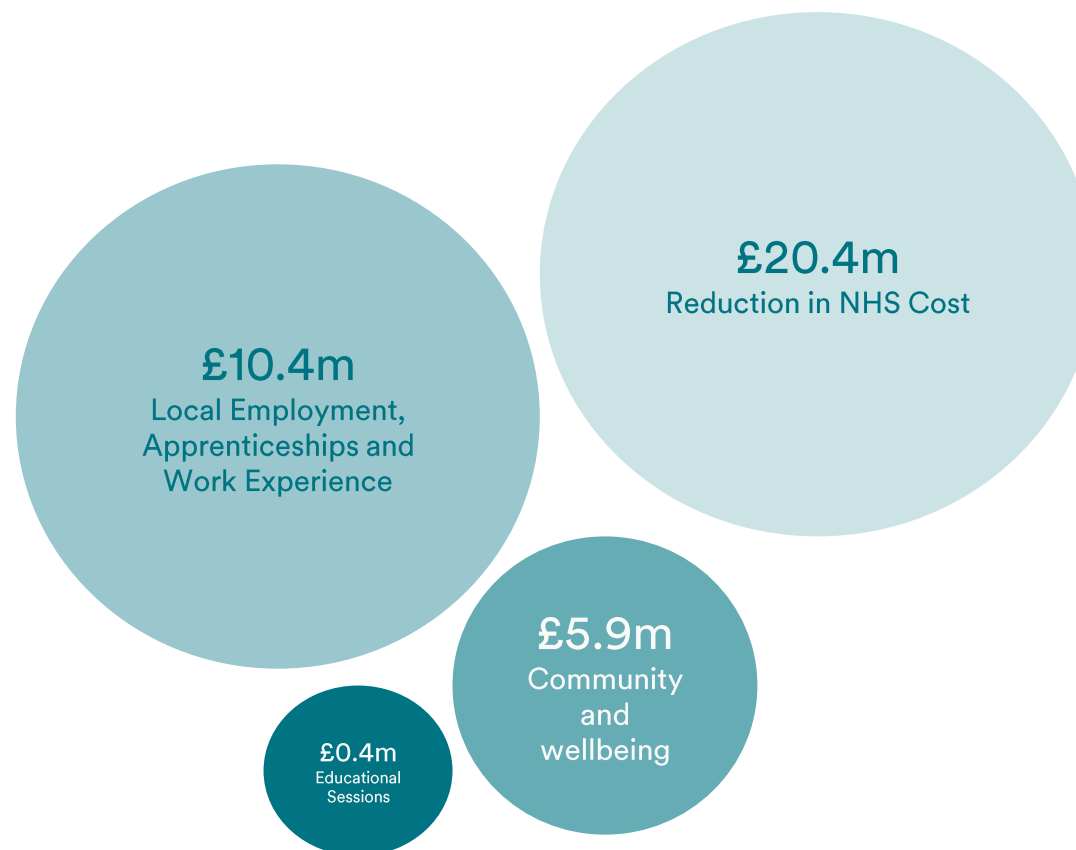 £20.4m
Reduction in NHS Cost
£10.4m
Local Employment,
Apprenticeships and
Work Experience
£5.9m
Community
and
wellbeing
£0.4m
Educational
Sessions